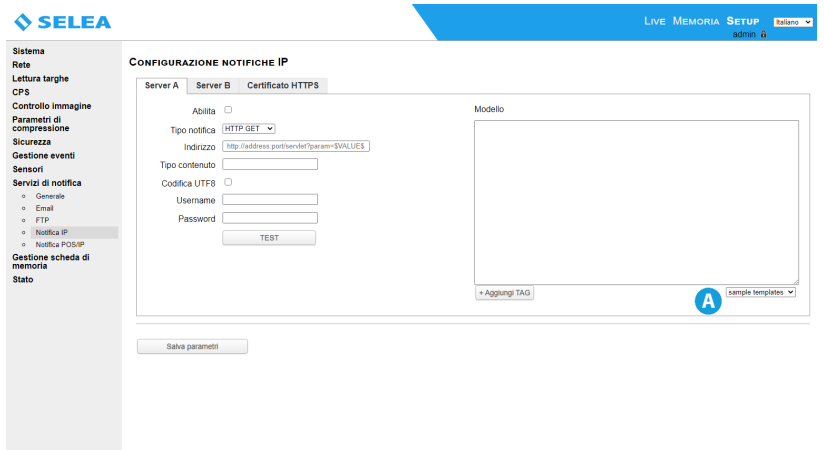 SELEA
LIVE MEMORIA SETUP Italiano
admin
Sistema
Rete
Lettura targhe
CPS
Controllo immagine
Parametri di
compressione
Sicurezza
Gestione eventi
Sensori
Servizi di notifica
Generale
Email
FTP
Notifica IP
Notifica POS/IP
Gestione scheda di
memoria
Stato
CONFIGURAZIONE NOTIFICHE IP
Server A Server B Certificato HTTPS
Abilita
Tipo notifica HTTP GET
Indirizzo http://address:port/servlet?param=$VALUE$
Tipo contenuto
Codifica UTF8
Username
Password
TEST
Modello
+ Aggiungi TAG
A
sample templates
Salva parametri